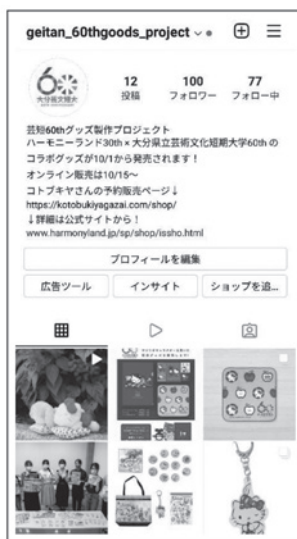 geitan_60thgoods_project
60th
大分芸文短大
12
100
77
投稿
フォロワー
フォロー中
芸短60thグッズ製作プロジェクト
ハーモニーランド30th × 大分県立芸術文化短期大学60th の
コラボグッズが10/1から発売されます！
オンライン販売は10/15〜
コトブキヤさんの予約販売ページ↓
https://kotobukiyagazai.com/shop/
↓詳細は公式サイトから！
www.harmonyland.jp/sp/shop/issho.html
プロフィールを編集
広告ツール
インサイト
ショップを追...